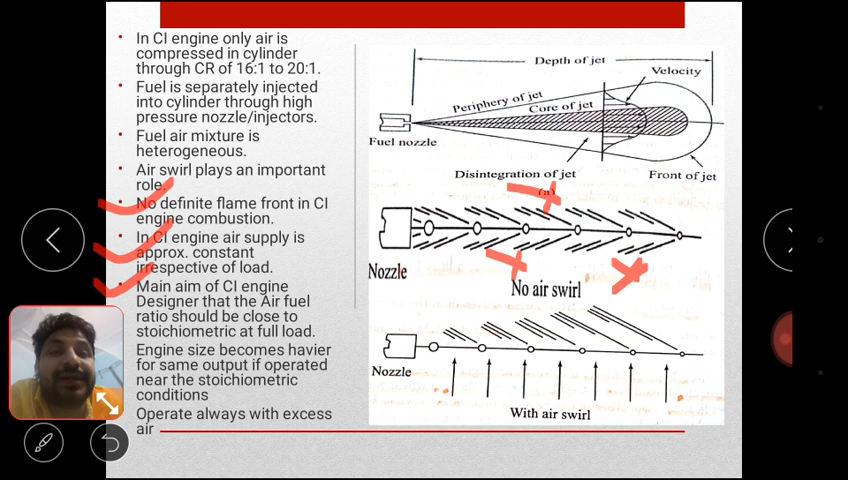 In CI engine only air is
compressed in cylinder
through CR of 16:1 to 20:1.
Fuel is separately injected
into cylinder through high
pressure nozzle/injectors.
Fuel air mixture is
heterogeneous.
Air swirl plays an important
role.
No definite flame front in CI
engine combustion.
In CI engine air supply is
approx. constant
irrespective of load.
Main aim of CI engine
Designer that the Air fuel
ratio should be close to
stoichiometric at full load.
Engine size becomes havier
for same output if operated
near the stoichiometric
conditions
Operate always with excess
air
Depth of jet
Velocity
Periphery of jet
Core of jet
Fuel nozzle
Disintegration of jet
Front of jet
(a)
Nozzle
No air swirl
Nozzle
With air swirl